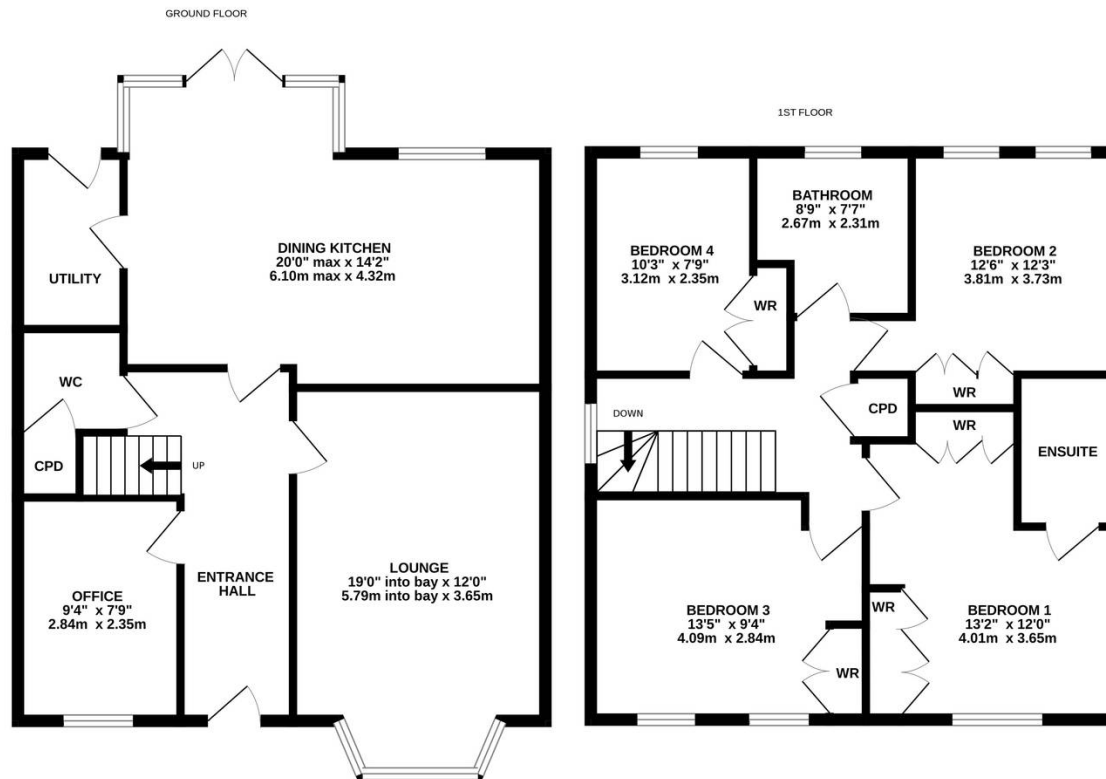 GROUND FLOOR
DINING KITCHEN
20'0" max x 14'2"
6.10m max x 4.32m
UTILITY
WC
CPD
UP
OFFICE
9'4" x 7'9"
2.84m x 2.35m
ENTRANCE
HALL
LOUNGE
19'0" into bay x 12'0"
5.79m into bay x 3.65m
1ST FLOOR
BEDROOM 4
10'3" x 7'9"
3.12m x 2.35m
WR
BATHROOM
8'9" x 7'7"
2.67m x 2.31m
BEDROOM 2
12'6" x 12'3"
3.81m x 3.73m
WR
DOWN
CPD
WR
ENSUITE
BEDROOM 3
13'5" x 9'4"
4.09m x 2.84m
WR
WR
BEDROOM 1
13'2" x 12'0"
4.01m x 3.65m